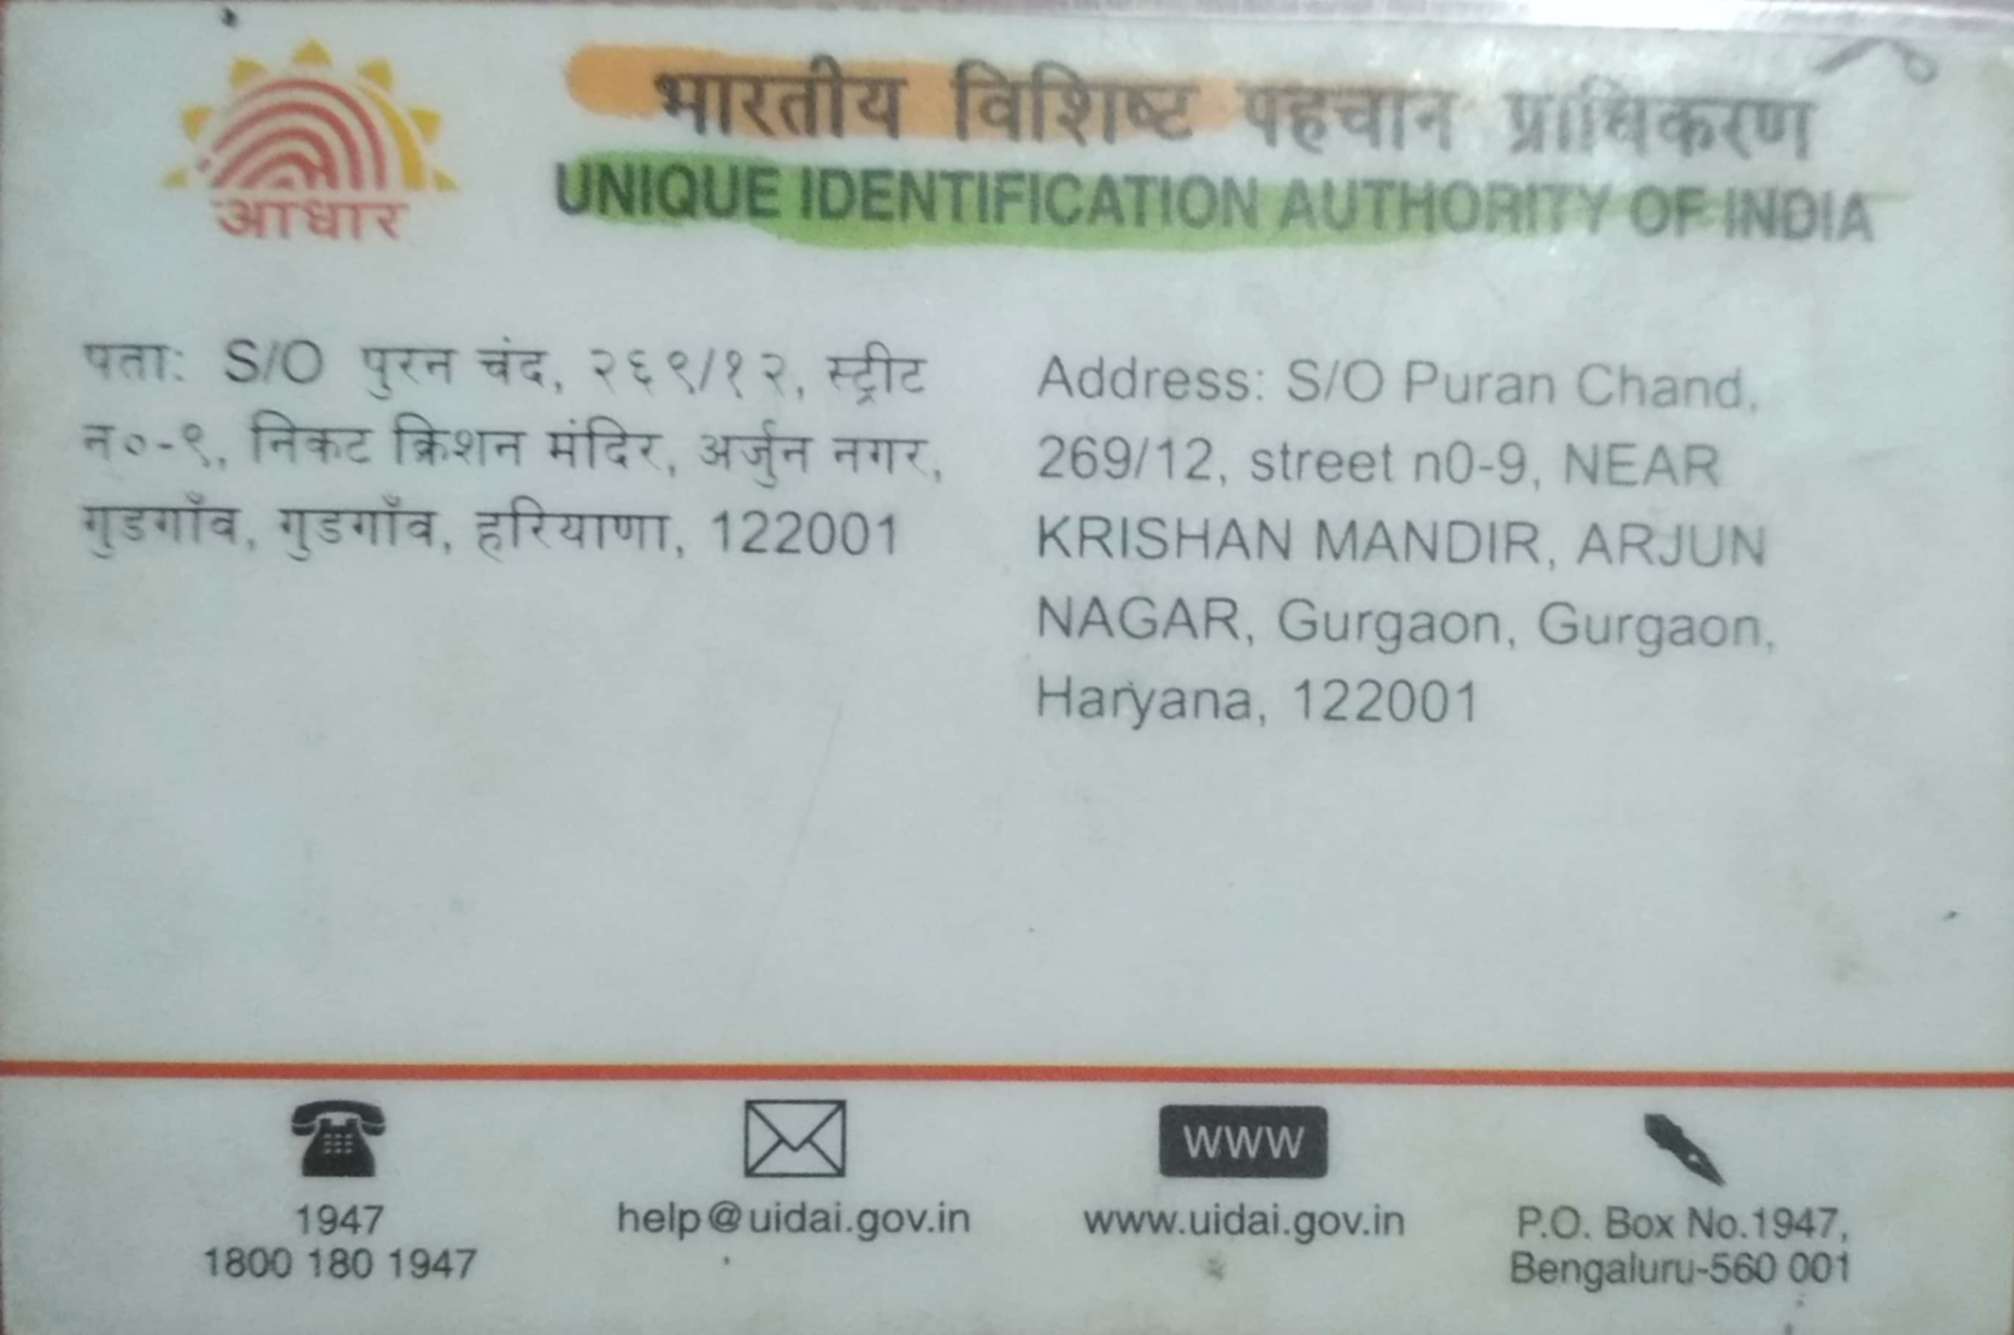 आधार
भारतीय विशिष्ट पहचान प्राधिकरण
UNIQUE IDENTIFICATION AUTHORITY OF INDIA
पताः S/O पुरन चंद, २६९/१२, स्ट्रीट
न०-९, निकट क्रिशन मंदिर, अर्जुन नगर,
गुडगाँव, गुडगाँव, हरियाणा, 122001
Address: S/O Puran Chand,
269/12, street n0-9, NEAR
KRISHAN MANDIR, ARJUN
NAGAR, Gurgaon, Gurgaon,
Haryana, 122001
1947
1800 180 1947
help@uidai.gov.in
WWW
www.uidai.gov.in
P.O. Box No.1947,
Bengaluru-560 001